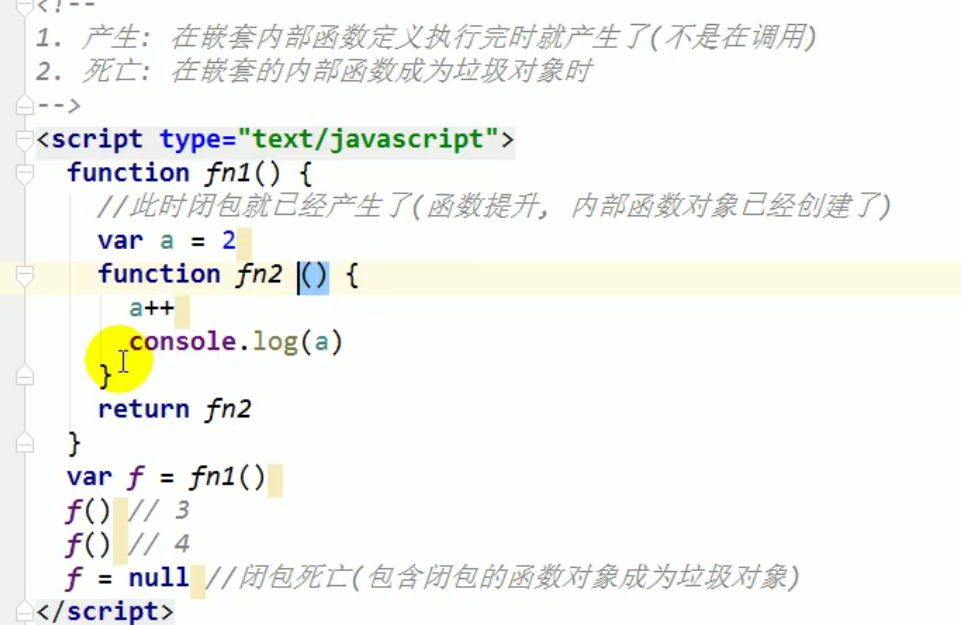 <!--
1. 产生: 在嵌套内部函数定义执行完时就产生了(不是在调用)
2. 死亡: 在嵌套的内部函数成为垃圾对象时
-->
<script type="text/javascript">
function fn1() {
//此时闭包就已经产生了(函数提升, 内部函数对象已经创建了)
var a = 2
function fn2 () {
a++
console.log(a)
}
return fn2
}
var f = fn1()
f() // 3
f() // 4
f = null //闭包死亡(包含闭包的函数对象成为垃圾对象)
</script>